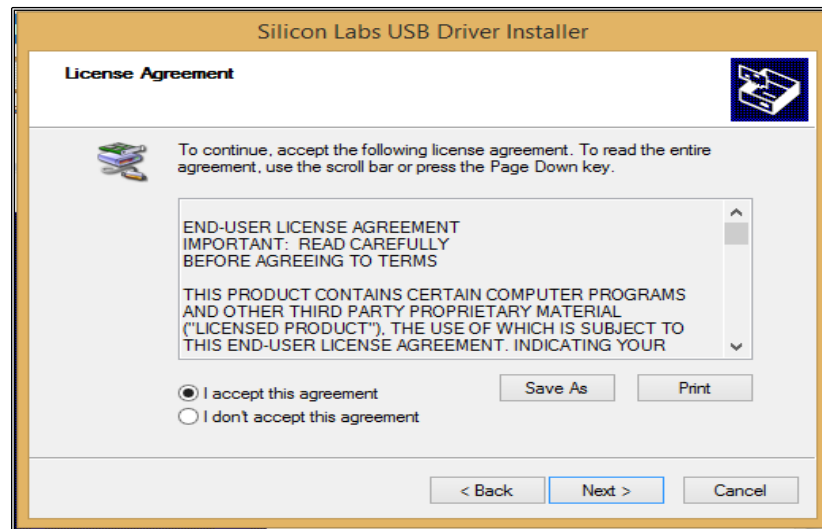 Silicon Labs USB Driver Installer
License Agreement
To continue, accept the following license agreement. To read the entire
agreement, use the scroll bar or press the Page Down key.
END-USER LICENSE AGREEMENT
IMPORTANT:  READ CAREFULLY
BEFORE AGREEING TO TERMS
THIS PRODUCT CONTAINS CERTAIN COMPUTER PROGRAMS
AND OTHER THIRD PARTY PROPRIETARY MATERIAL
("LICENSED PRODUCT"), THE USE OF WHICH IS SUBJECT TO
THIS END-USER LICENSE AGREEMENT. INDICATING YOUR
I accept this agreement
Save As
Print
I don't accept this agreement
< Back
Next >
Cancel